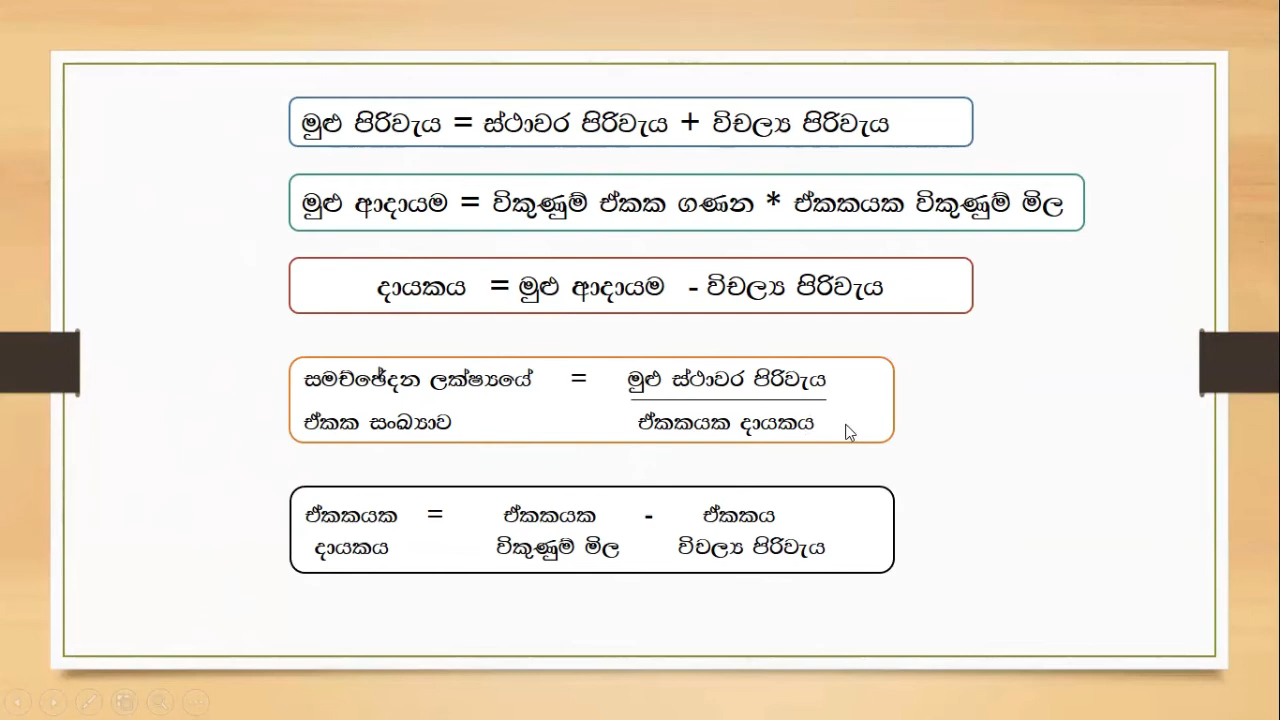 මුළු පිරිවැය = ස්ථාවර පිරිවැය + විචල්‍ය පිරිවැය
මුළු ආදායම = විකුණුම් ඒකක ගණන * ඒකකයක විකුණුම් මිල
දායකය = මුළු ආදායම - විචල්‍ය පිරිවැය
සමච්ඡේදන ලක්ෂ්‍යයේ = මුළු ස්ථාවර පිරිවැය
ඒකක සංඛ්‍යාව ඒකකයක දායකය
ඒකකයක = ඒකකයක - ඒකකය
දායකය විකුණුම් මිල විවල්‍ය පිරිවැය